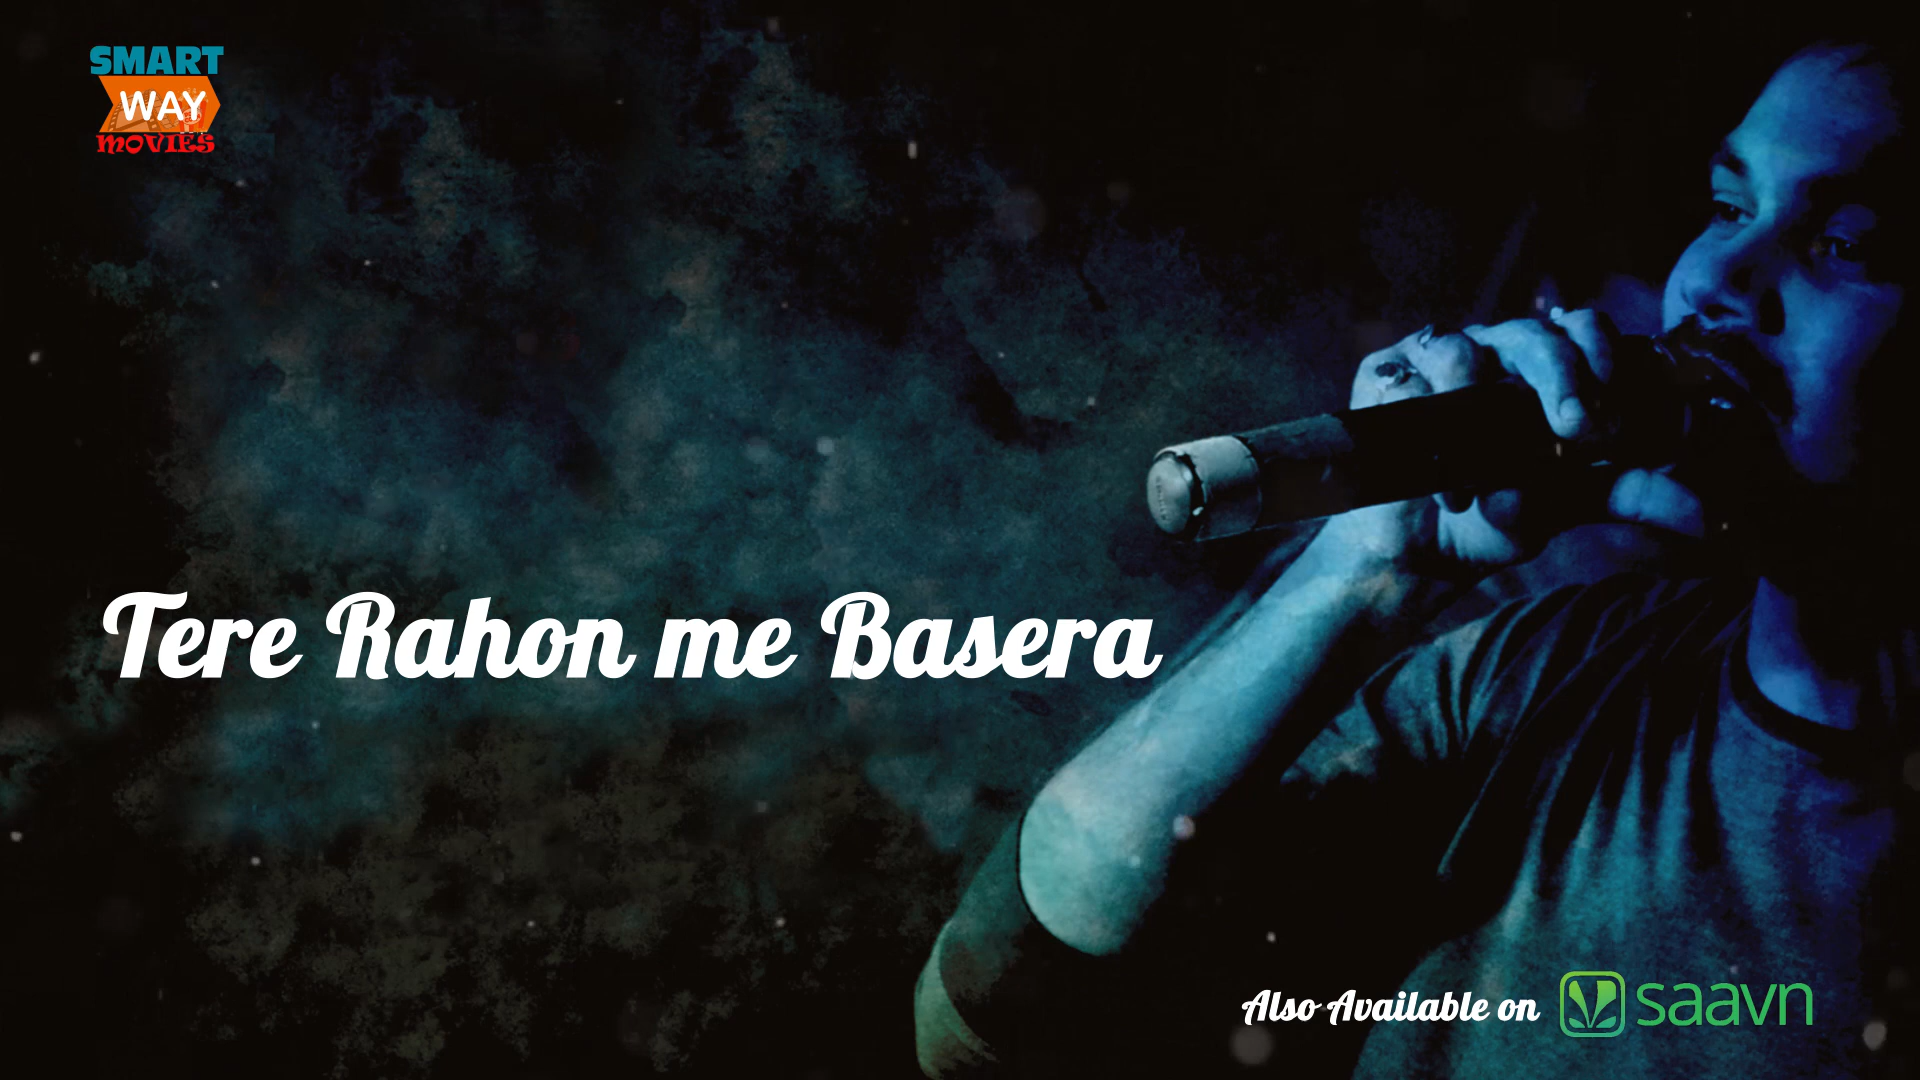 SMART
WAY
MOVIES
Tere Rahon me Basera
Also Available on saavn